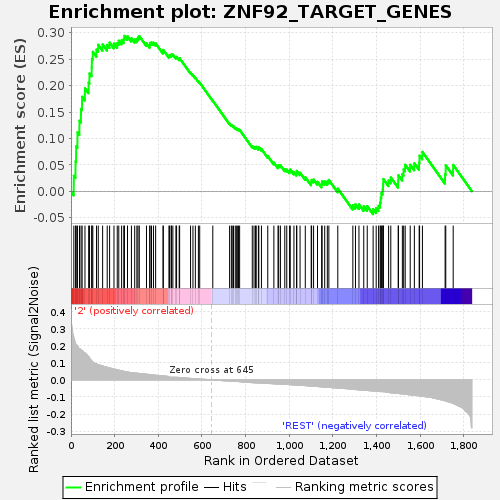 Enrichment plot: ZNF92_TARGET_GENES
Enrichment score (ES)
0.30
0.25
0.20
0.15
0.10
0.05
0.00
-0.05
'2' (positively correlated)
Zero cross at 645
'REST' (negatively correlated)
Ranked list metric (Signal2Noise)
0.4
0.3
0.2
0.1
0.0
-0.1
-0.2
-0.3
0
200
400
600
800
1,000
1,200
1,400
1,600
1,800
Rank in Ordered Dataset
Enrichment profile
Hits
Ranking metric scores